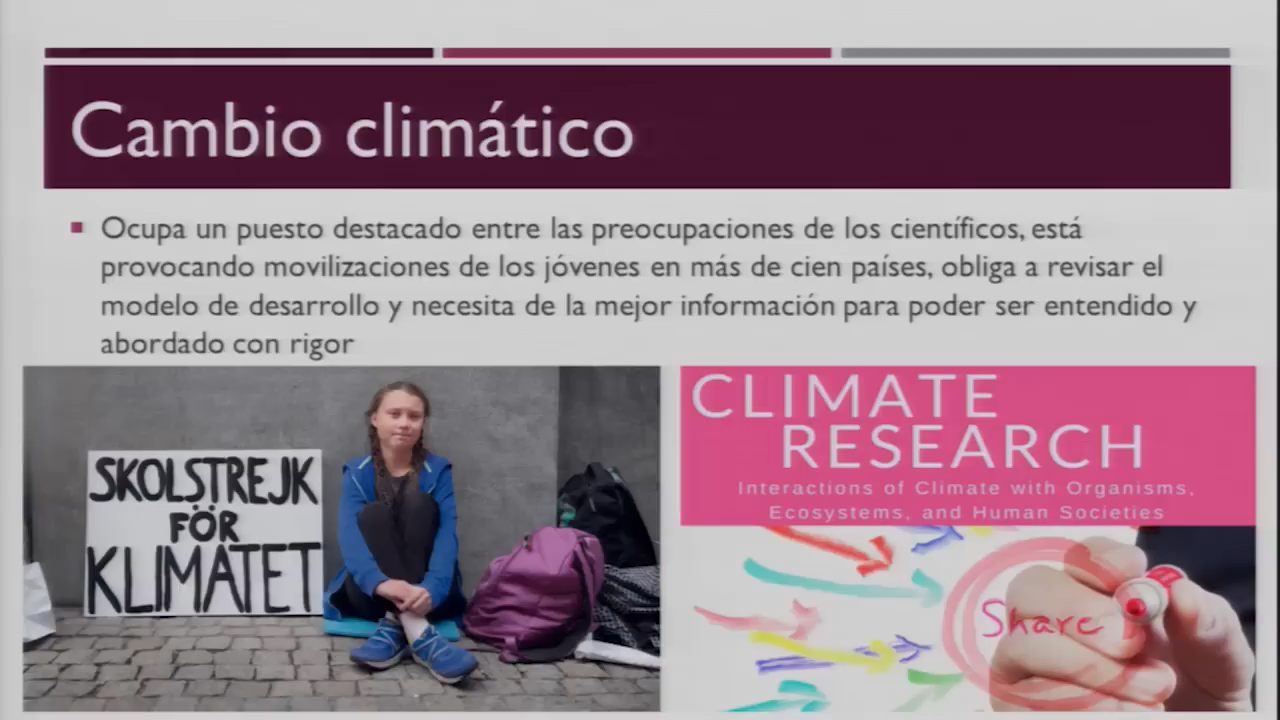 Cambio climático
Ocupa un puesto destacado entre las preocupaciones de los científicos, está
provocando movilizaciones de los jóvenes en más de cien países, obliga a revisar el
modelo de desarrollo y necesita de la mejor información para poder ser entendido y
abordado con rigor
SKOLSTREJK
FÖR
KLIMATET
CLIMATE
RESEARCH
Interactions of Climate with Organisms,
Ecosystems, and Human Societies
Share